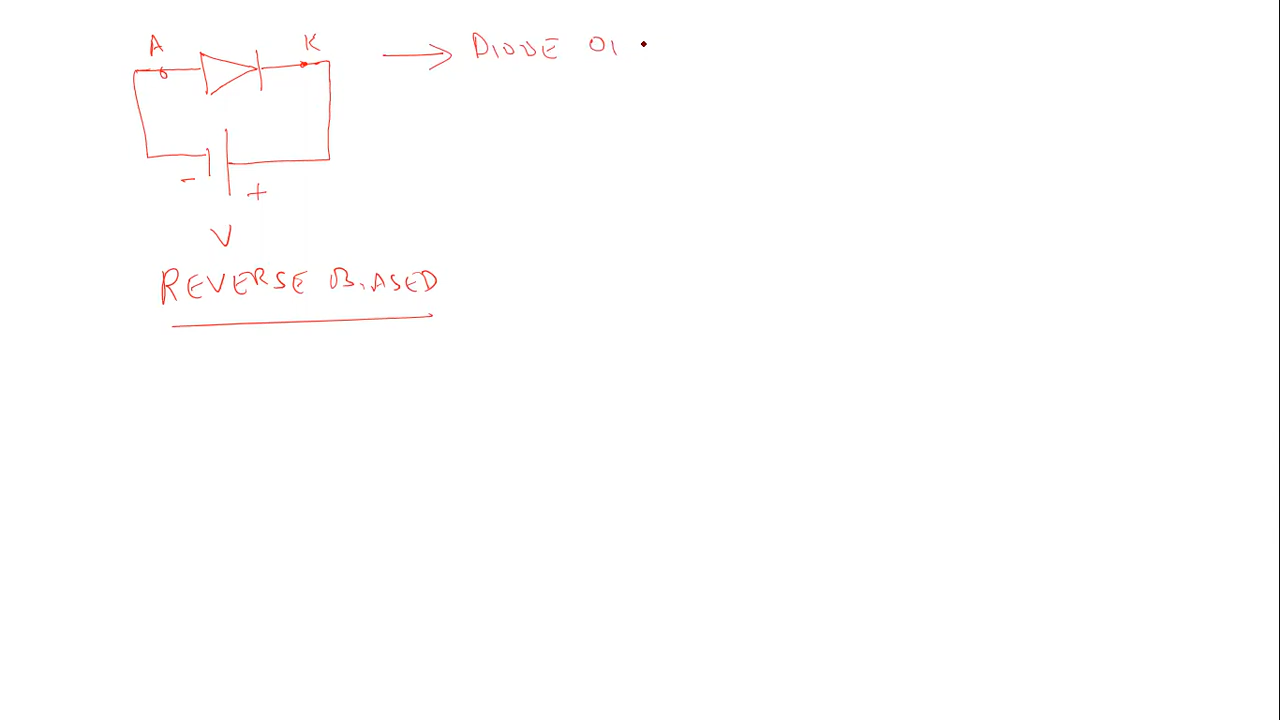 A K
DIODE
- +
V
REVERSE BIASED